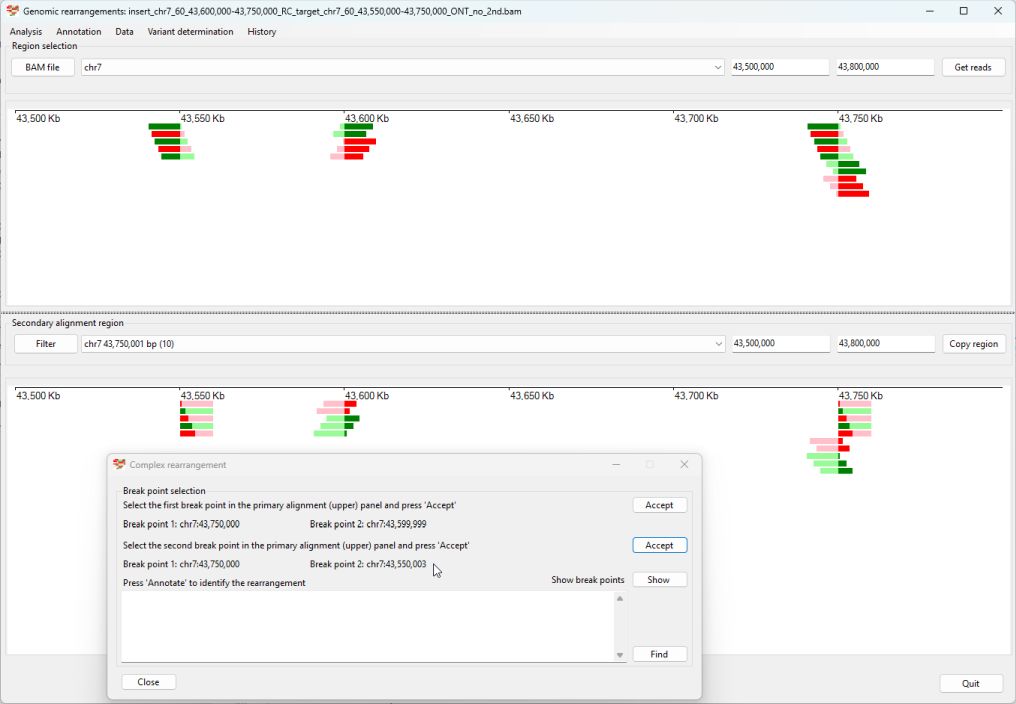 Genomic rearrangements: insert_chr7_60_43,600,000-43,750,000_RC_target_chr7_60_43,550,000-43,750,000_ONT_no_2nd.bam
Analysis Annotation Data Variant determination History
Region selection
BAM file chr7 43,500,000 43,800,000 Get reads
43,500 Kb 43,550 Kb 43,600 Kb 43,650 Kb 43,700 Kb 43,750 Kb
Secondary alignment region
Filter chr7 43,750,001 bp (10) 43,500,000 43,800,000 Copy region
43,500 Kb 43,550 Kb 43,600 Kb 43,650 Kb 43,700 Kb 43,750 Kb
Complex rearrangement
Break point selection
Select the first break point in the primary alignment (upper) panel and press 'Accept' Accept
Break point 1: chr7:43,750,000 Break point 2: chr7:43,599,999
Select the second break point in the primary alignment (upper) panel and press 'Accept' Accept
Break point 1: chr7:43,750,000 Break point 2: chr7:43,550,003
Press 'Annotate' to identify the rearrangement Show break points Show
Find
Close
Quit